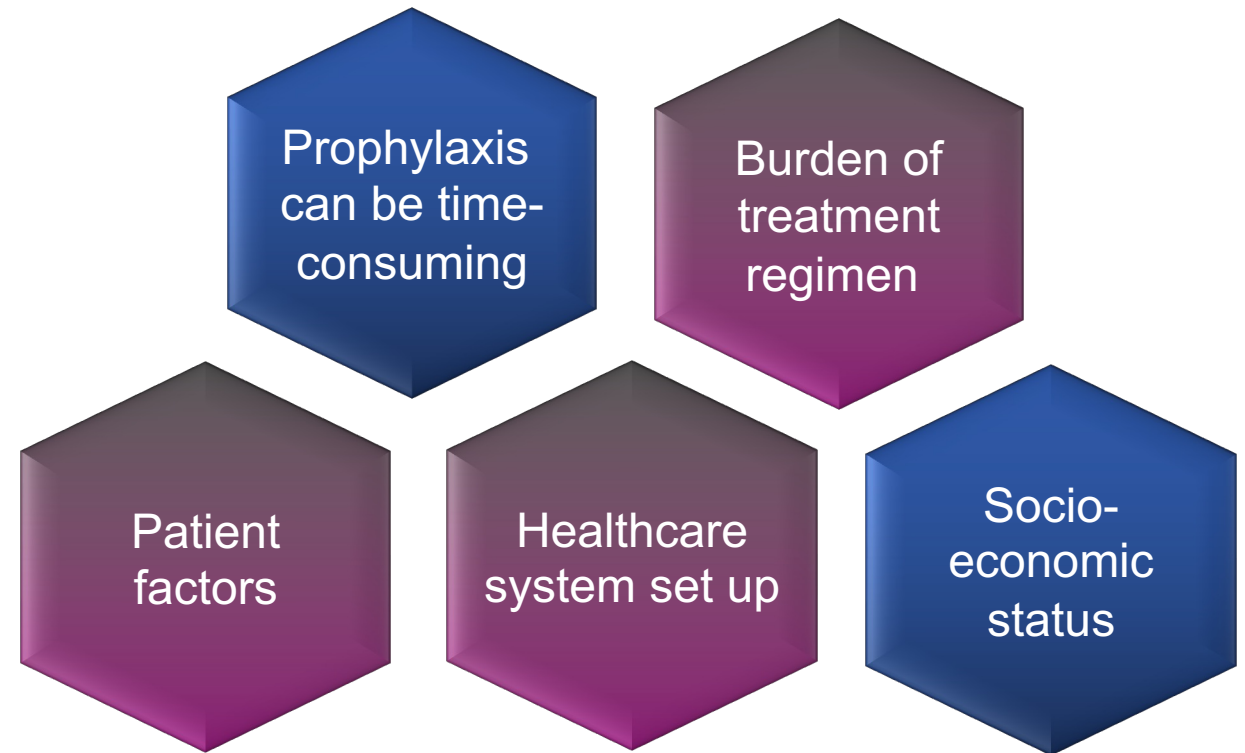 Prophylaxis
can be time-
consuming
Burden of
treatment
regimen
Patient
factors
Healthcare
system set up
Socio-
economic
status